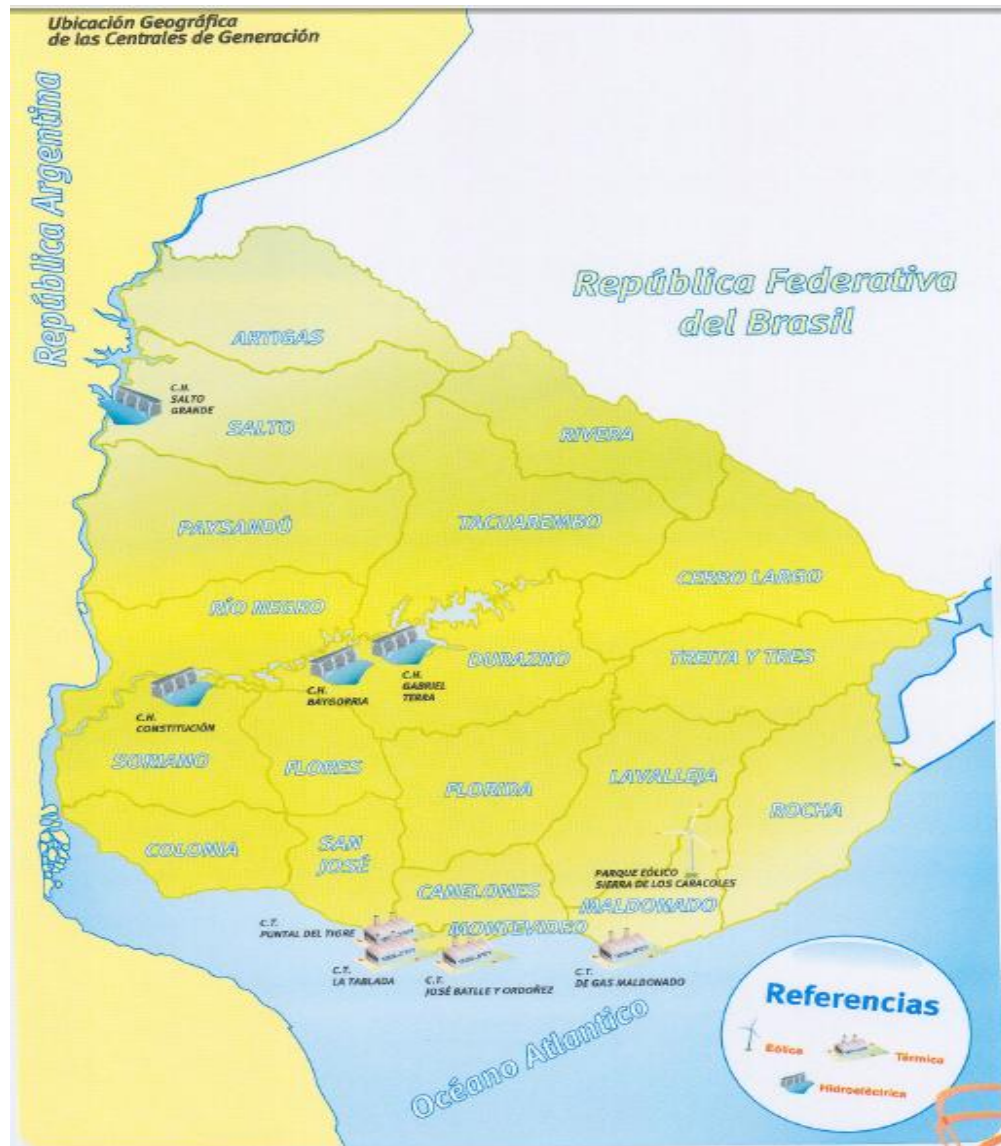 Ubicación Geográfica
de las Centrales de Generación
República Argentina
República Federativa
del Brasil
ARTIGAS
C.H.
SALTO
GRANDE
SALTO
RIVERA
PAYSANDÚ
TACUAREMBO
CERRO LARGO
RÍO NEGRO
DURAZNO
TREITA Y TRES
C.H.
GABRIEL
TERRA
C.H.
BAYGORRIA
C.H.
CONSTITUCIÓN
SORIANO
FLORES
FLORIDA
LAVALLEJA
ROCHA
COLONIA
SAN
JOSÉ
PARQUE EÓLICO
SIERRA DE LOS CARACOLES
CANELONES
MALDONADO
MONTEVIDEO
C.T.
PUNTAL DEL TIGRE
C.T.
LA TABLADA
C.T.
JOSÉ BATLLE Y ORDOÑEZ
C.T.
DE GAS MALDONADO
Océano Atlantico
Referencias
Eólica
Térmica
Hidroeléctrica